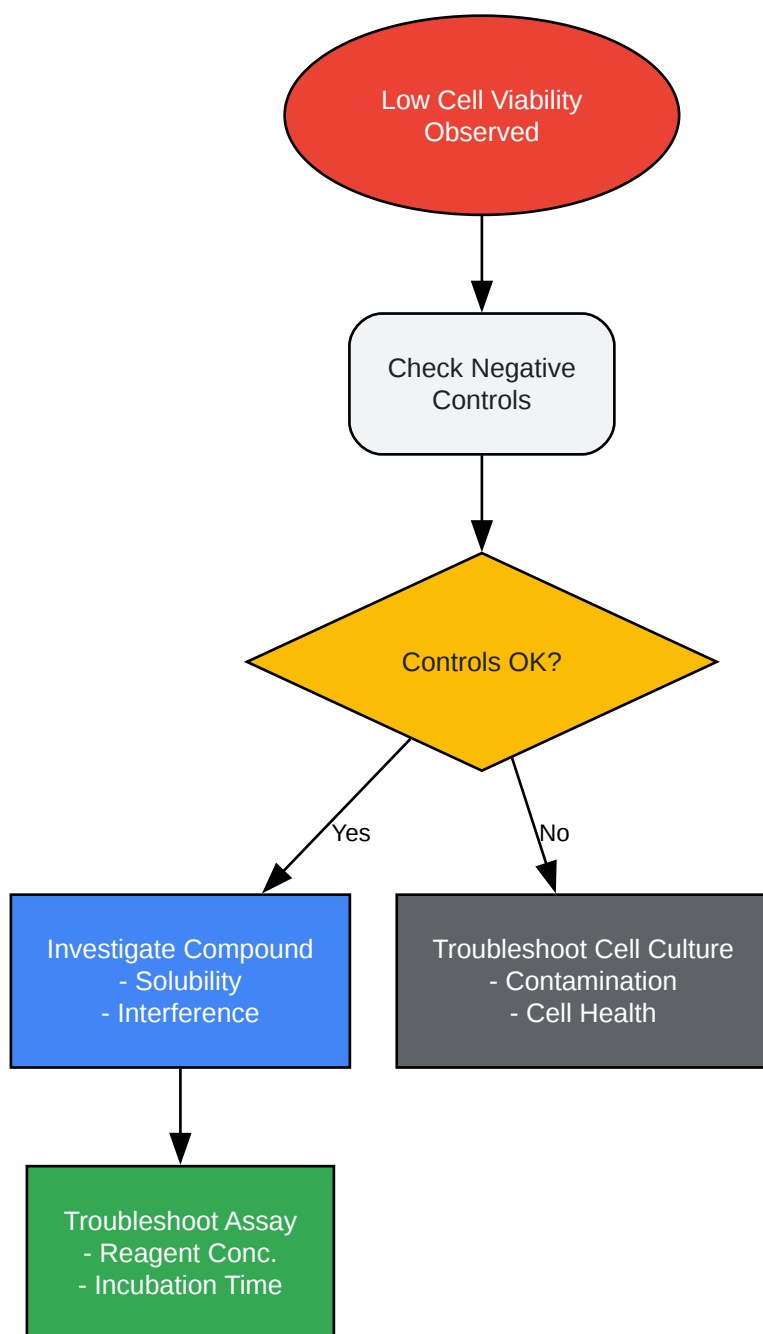 Low Cell Viability
Observed
Check Negative
Controls
Controls OK?
Yes
No
Investigate Compound
- Solubility
- Interference
Troubleshoot Cell Culture
- Contamination
- Cell Health
Troubleshoot Assay
- Reagent Conc.
- Incubation Time